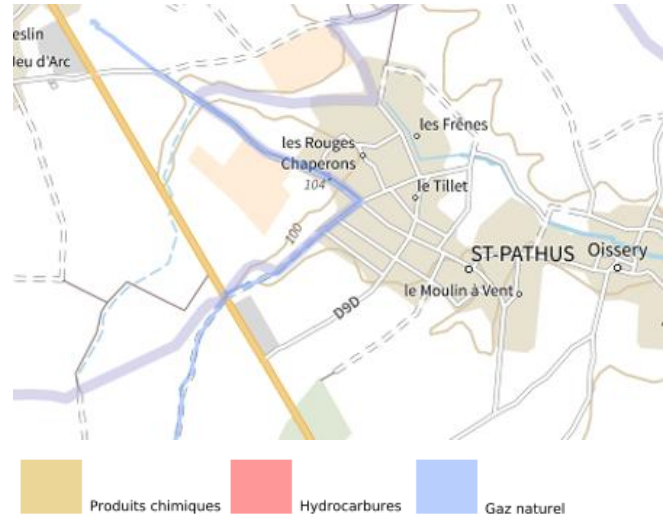 eslin
Jeu d'Arc
les Frênes
les Rouges
Chaperons
104
le Tillet
100
ST-PATHUS
Oissery
le Moulin à Vent
D9D
Produits chimiques
Hydrocarbures
Gaz naturel